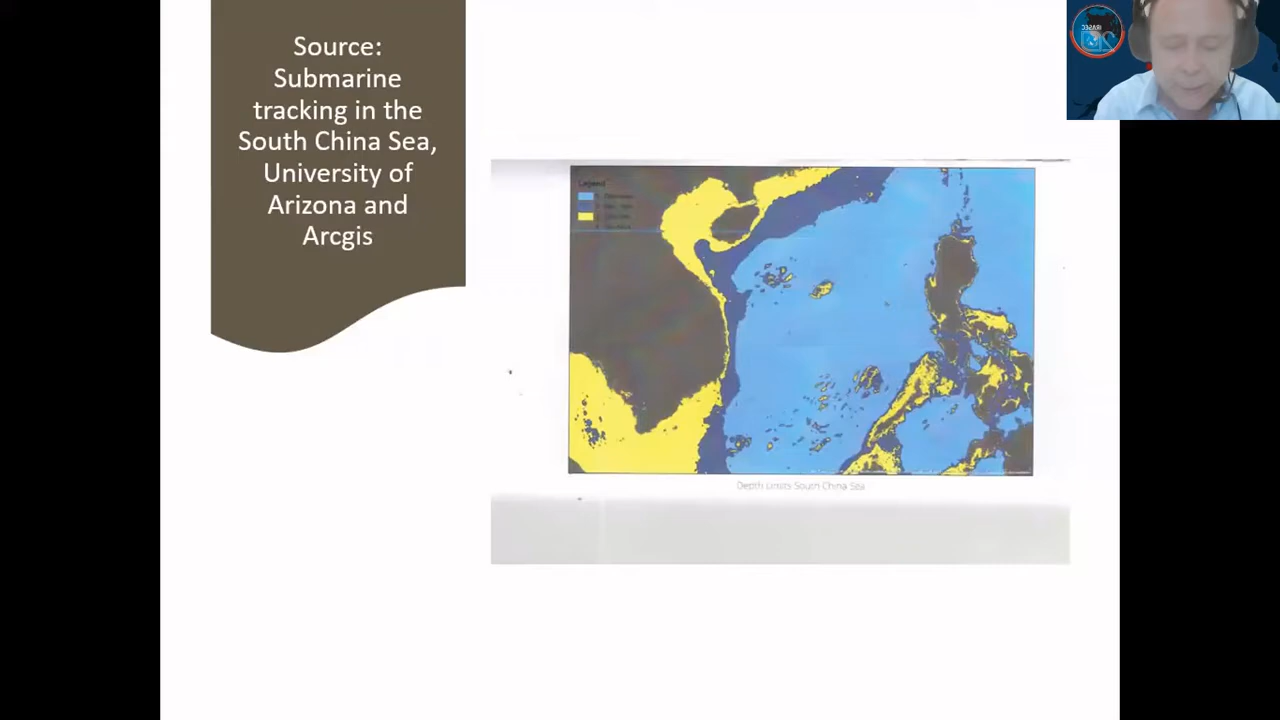 Source:
Submarine
tracking in the
South China Sea,
University of
Arizona and
Arcgis
Legend
Depth Limits South China Sea